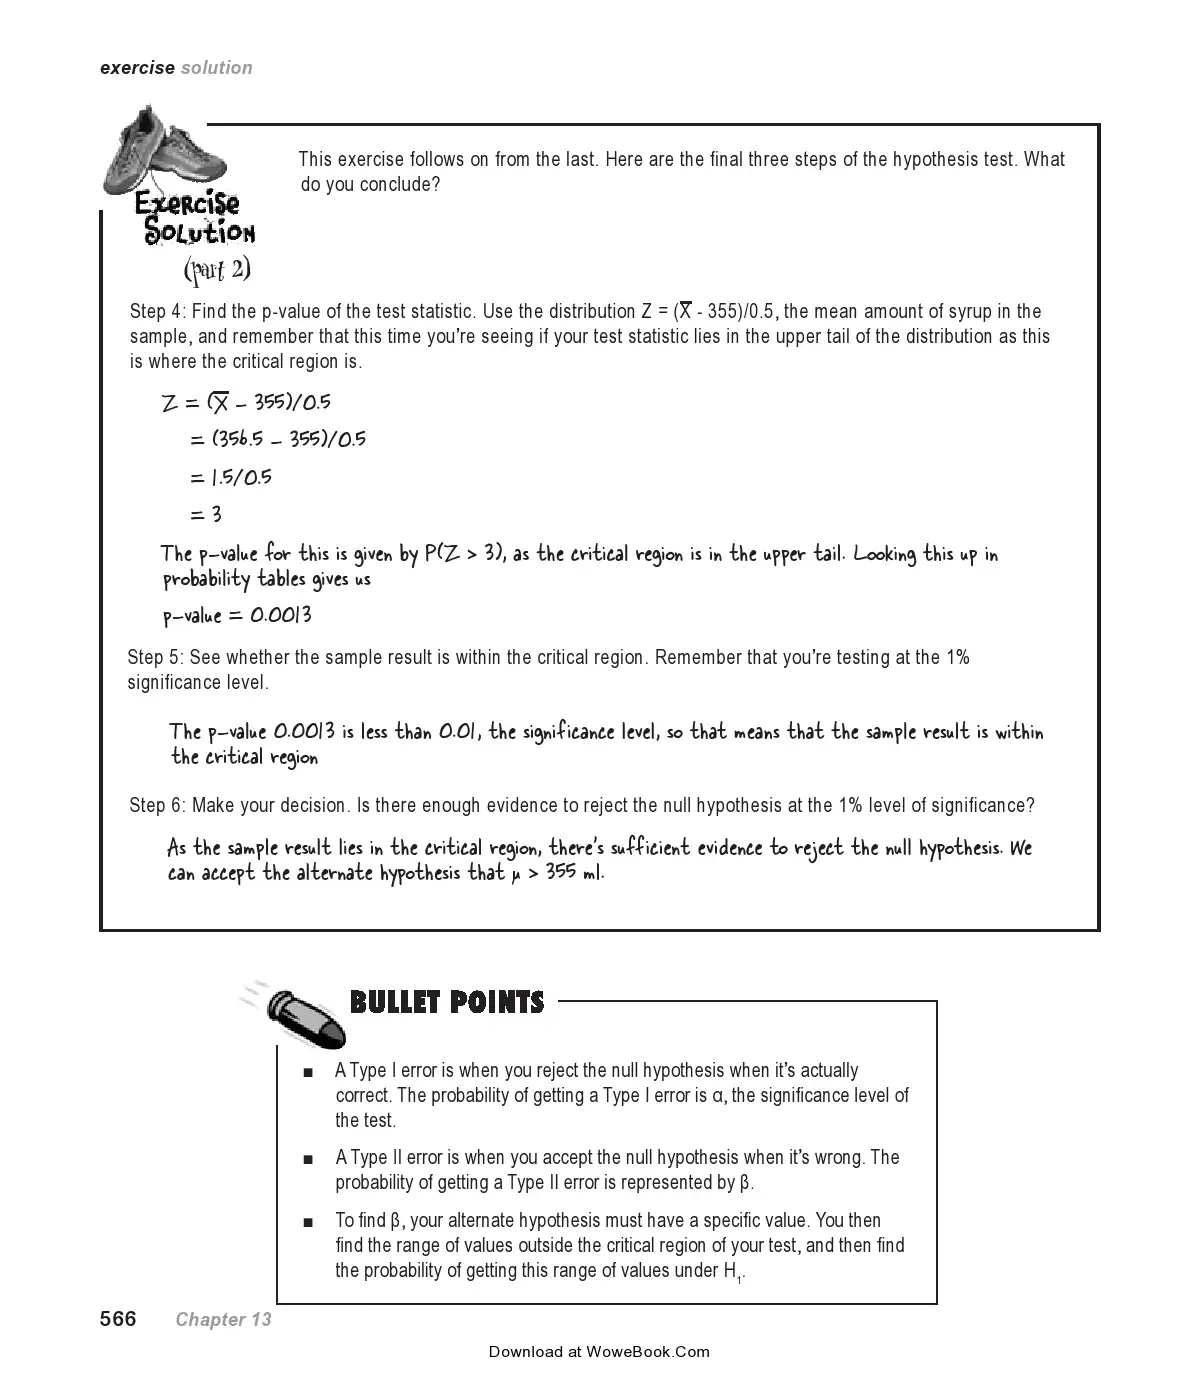 exercise solution
This exercise follows on from the last. Here are the final three steps of the hypothesis test. What
do you conclude?
Exercise
Solution
(part 2)
Step 4: Find the p-value of the test statistic. Use the distribution Z = (X̅ - 355)/0.5, the mean amount of syrup in the
sample, and remember that this time you’re seeing if your test statistic lies in the upper tail of the distribution as this
is where the critical region is.
Z = (X̅ – 355)/0.5
= (356.5 – 355)/0.5
= 1.5/0.5
= 3
The p–value for this is given by P(Z > 3), as the critical region is in the upper tail. Looking this up in
probability tables gives us
p–value = 0.0013
Step 5: See whether the sample result is within the critical region. Remember that you’re testing at the 1%
significance level.
The p–value 0.0013 is less than 0.01, the significance level, so that means that the sample result is within
the critical region
Step 6: Make your decision. Is there enough evidence to reject the null hypothesis at the 1% level of significance?
As the sample result lies in the critical region, there’s sufficient evidence to reject the null hypothesis. We
can accept the alternate hypothesis that μ > 355 ml.
BULLET POINTS
■ A Type I error is when you reject the null hypothesis when it’s actually
correct. The probability of getting a Type I error is α, the significance level of
the test.
■ A Type II error is when you accept the null hypothesis when it’s wrong. The
probability of getting a Type II error is represented by β.
■ To find β, your alternate hypothesis must have a specific value. You then
find the range of values outside the critical region of your test, and then find
the probability of getting this range of values under H₁.
566 Chapter 13
Download at WoweBook.Com